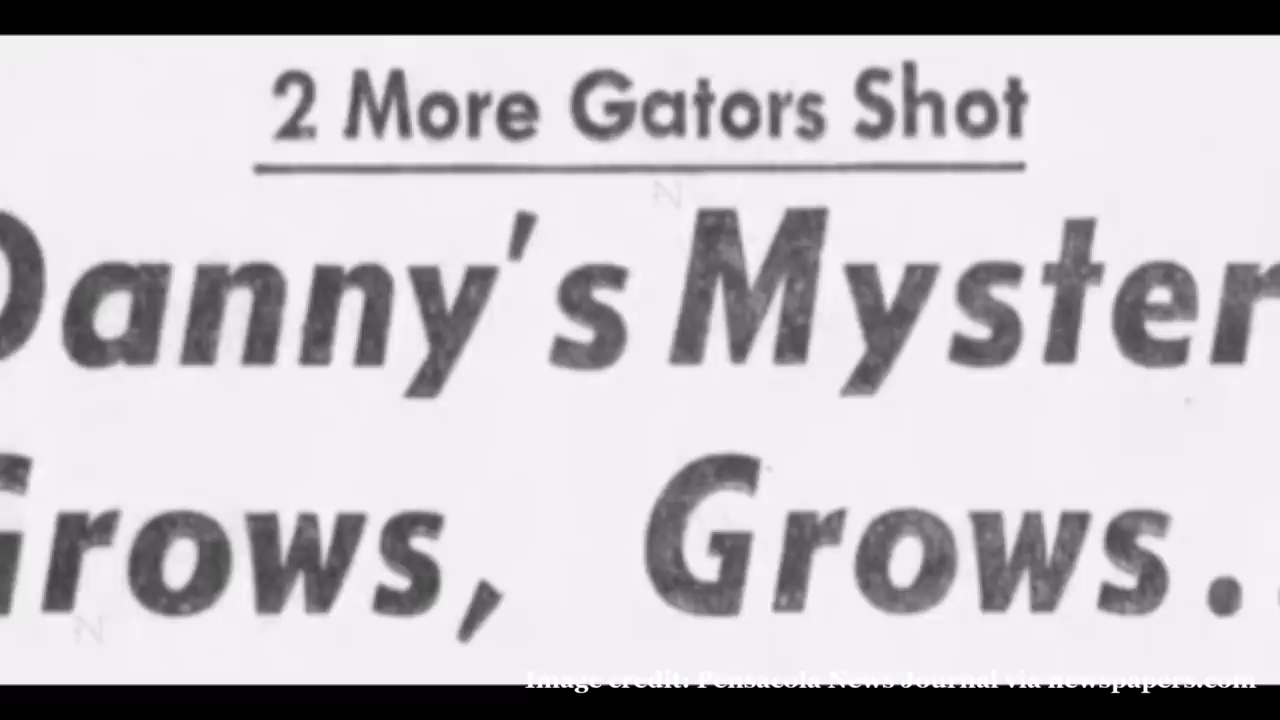 2 More Gators Shot
Danny's Myster
Grows, Grows..
Image credit: Pensacola News Journal via newspapers.com